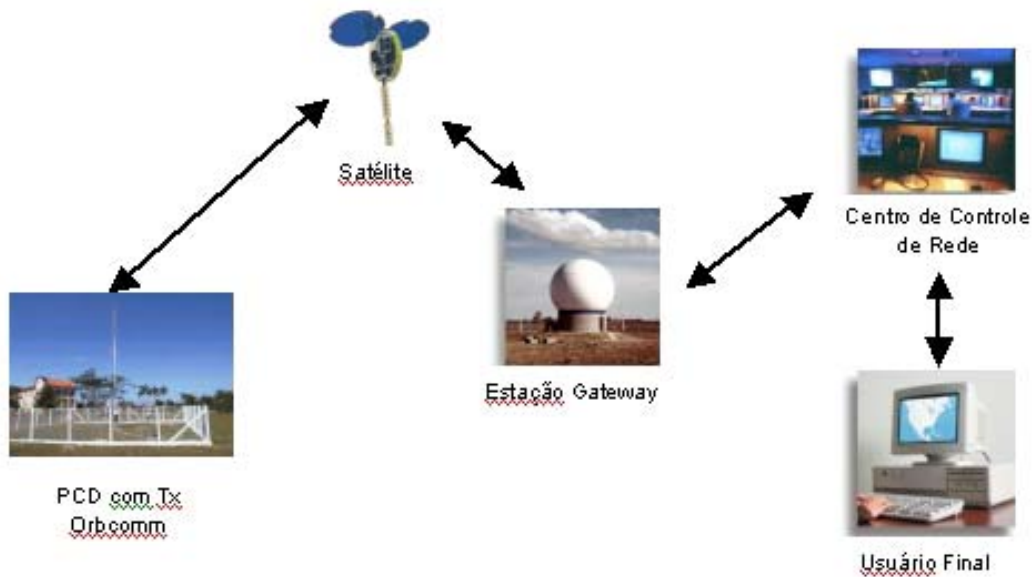 Satélite
Centro de Controle
de Rede
Estação Gateway
PCD com Tx
Orbcomm
Usuário Final